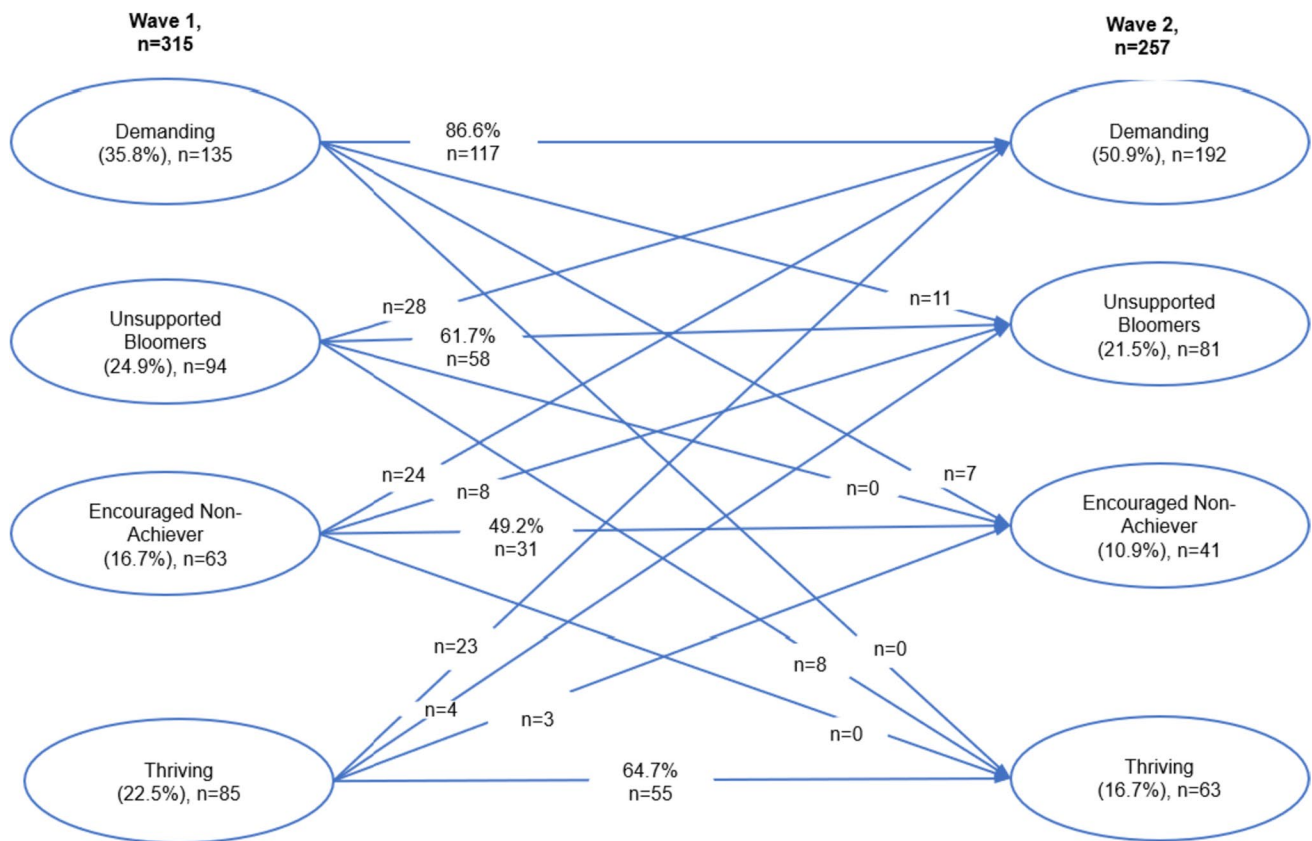 Wave 1,
n=315
Wave 2,
n=257
Demanding
(35.8%), n=135
86.6%
n=117
Demanding
(50.9%), n=192
Unsupported
Bloomers
(24.9%), n=94
n=28
61.7%
n=58
n=11
Unsupported
Bloomers
(21.5%), n=81
Encouraged Non-
Achiever
(16.7%), n=63
n=24
n=8
49.2%
n=31
n=0
n=7
Encouraged Non-
Achiever
(10.9%), n=41
n=23
n=4
n=3
n=8
n=0
n=0
Thriving
(22.5%), n=85
64.7%
n=55
Thriving
(16.7%), n=63